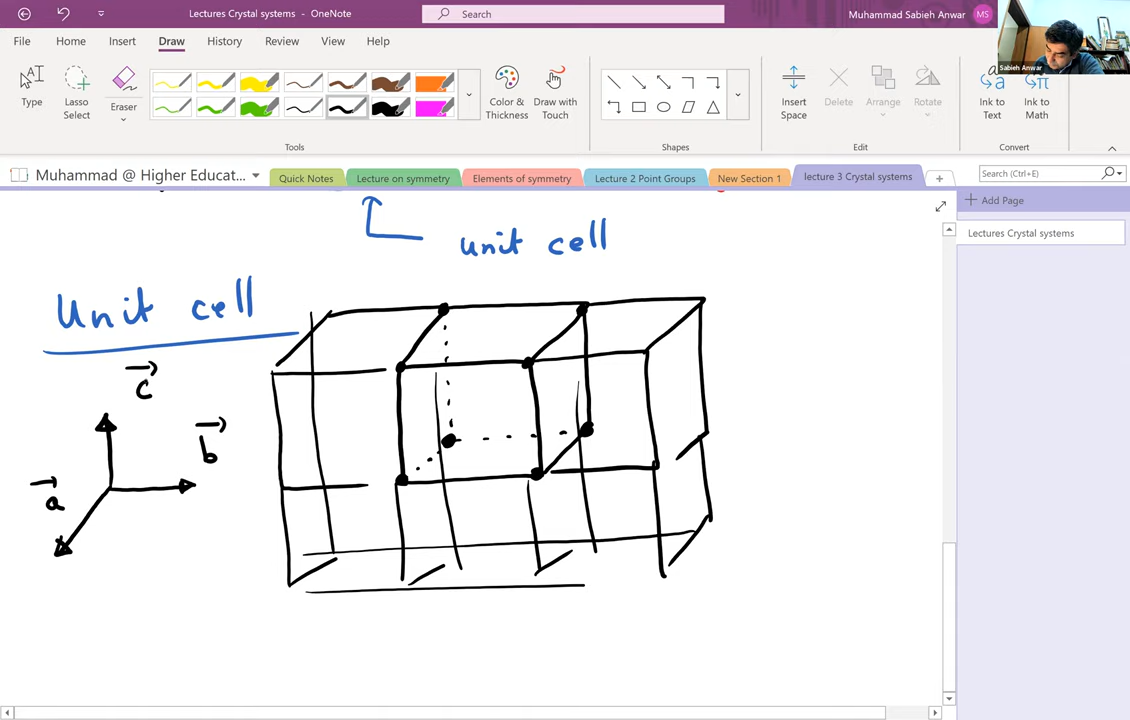 Lectures Crystal systems - OneNote
Search
Muhammad Sabieh Anwar
MS
Sabieh Anwar
File Home Insert Draw History Review View Help
Type
Lasso Select
Eraser
Color & Thickness
Draw with Touch
Insert Space
Delete
Arrange
Rotate
Ink to Text
Ink to Math
Tools
Shapes
Edit
Convert
Muhammad @ Higher Educat...
Quick Notes
Lecture on symmetry
Elements of symmetry
Lecture 2 Point Groups
New Section 1
lecture 3 Crystal systems
Search (Ctrl+E)
Add Page
Lectures Crystal systems
unit cell
Unit cell
c
b
a